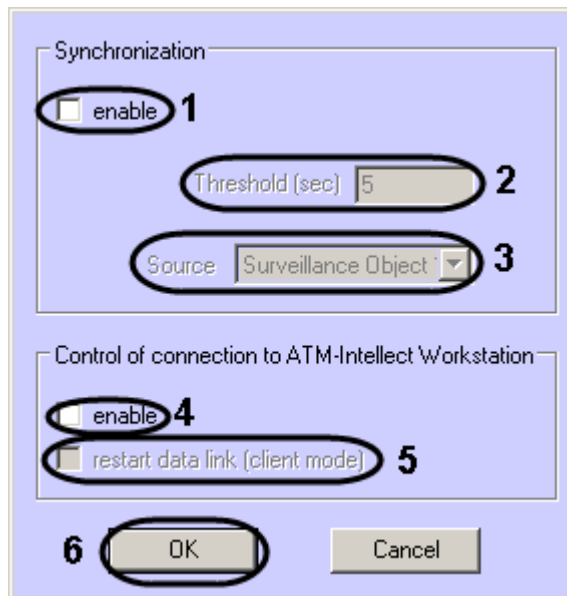 Synchronization
enable 1
Threshold (sec) 5 2
Source Surveillance Object 3
Control of connection to ATM-Intellect Workstation
enable 4
restart data link (client mode) 5
6 OK Cancel